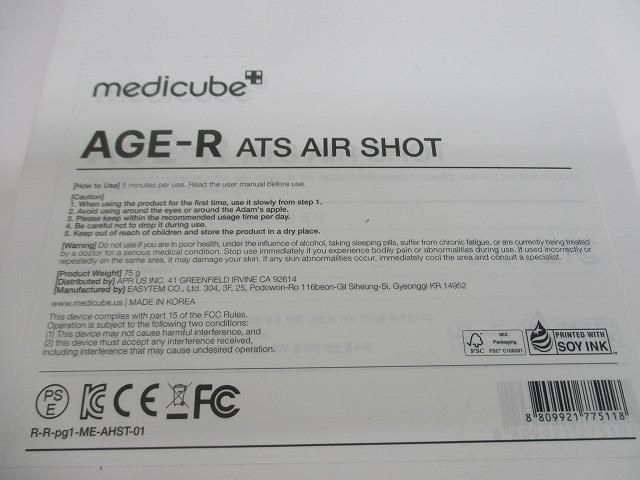 medicube
AGE-R ATS AIR SHOT
[How to Use] 5 minutes per use. Read the user manual before use.
[Caution]
1. When using the product for the first time, use it slowly from step 1.
2. Avoid using around the eyes or around the Adam's apple.
3. Please keep within the recommended usage time per day.
4. Be careful not to drop it during use.
5. Keep out of reach of children and store the product in a dry place.
[Warning] Do not use if you are in poor health, under the influence of alcohol, taking sleeping pills, suffer from chronic fatigue, or are currently being treated
by a doctor for a serious medical condition. Stop use immediately if you experience bodily pain or abnormalities during use. If used incorrectly or
repeatedly on the same area, it may damage your skin. If any skin abnormalities occur, immediately cool the area and consult a specialist.
[Product Weight] 75 g
[Distributed by] APR US INC. 41 GREENFIELD IRVINE CA 92614
[Manufactured by] EASYTEM CO., Ltd. 304, 3F, 25, Podowon-Ro 116beon-Gil Siheung-Si, Gyeonggi KR 14952
www.medicube.us | MADE IN KOREA
This device complies with part 15 of the FCC Rules.
Operation is subject to the following two conditions:
(1) This device may not cause harmful interference, and
(2) this device must accept any interference received,
including interference that may cause undesired operation.
FSC
MIX
Packaging
FSC® C106291
PRINTED WITH
SOY INK
PS
E
KC CE FC
R-R-pg1-ME-AHST-01
8 809921 775118